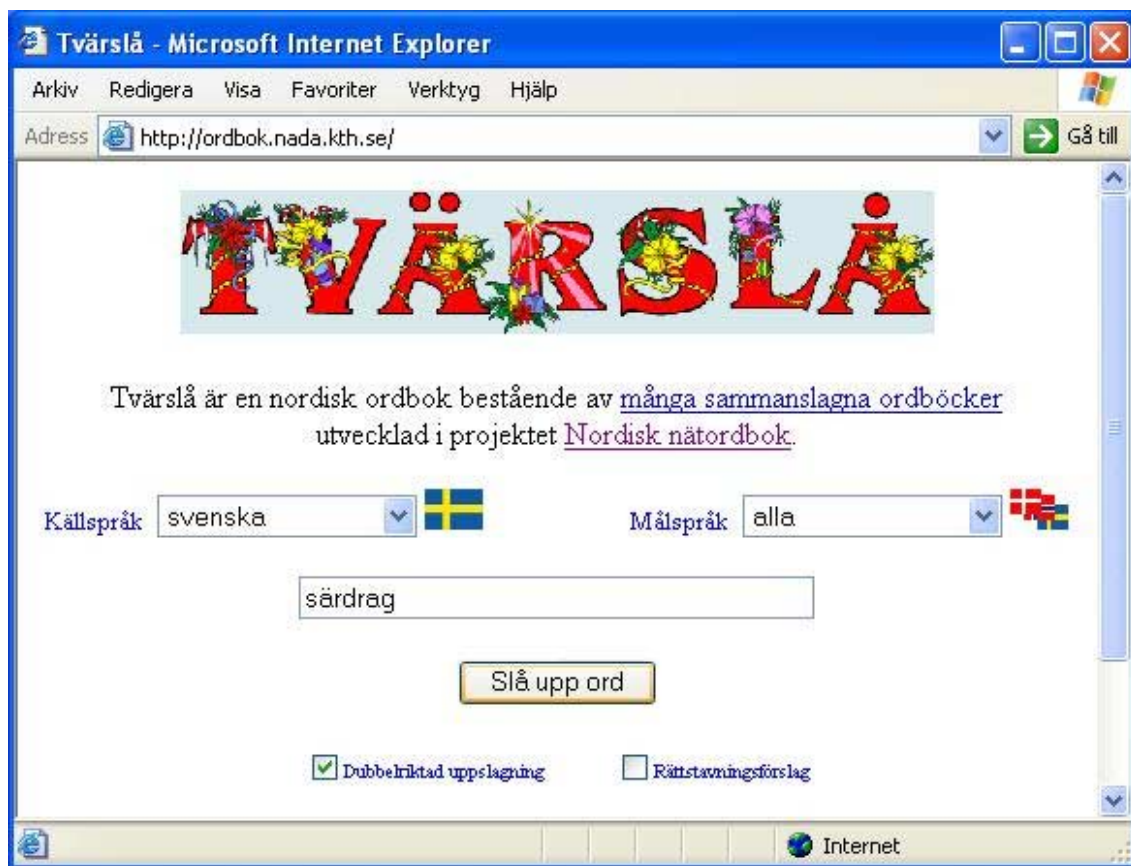 Tvärslå - Microsoft Internet Explorer
Arkiv Redigera Visa Favoriter Verktyg Hjälp
Adress http://ordbok.nada.kth.se/ Gå till
TVÄRSLÅ
Tvärslå är en nordisk ordbok bestående av många sammanslagna ordböcker
utvecklad i projektet Nordisk nätordbok.
Källspråk svenska Målspråk alla
särdrag
Slå upp ord
Dubbelriktad uppslagning Rättstavningsförslag
Internet